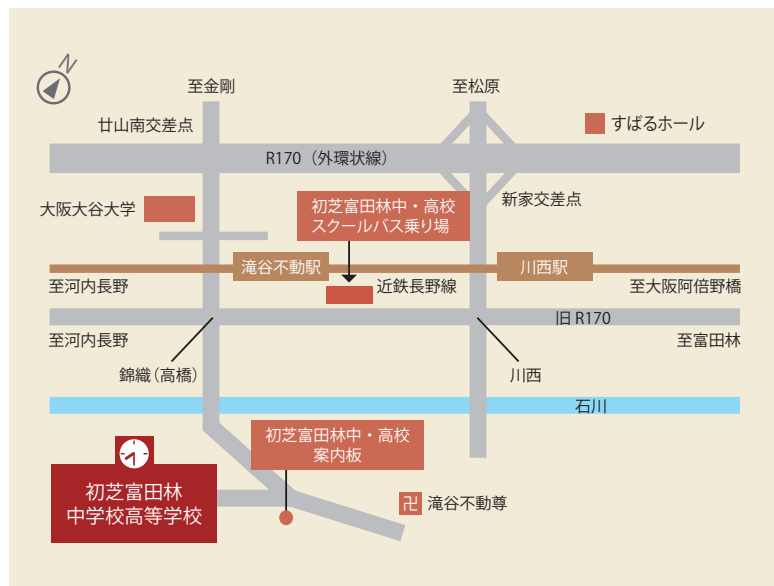 N
至金剛
至松原
廿山南交差点
すばるホール
R170（外環状線）
大阪大谷大学
初芝富田林中・高校
スクールバス乗り場
新家交差点
滝谷不動駅
川西駅
至河内長野
近鉄長野線
至大阪阿倍野橋
旧 R170
至河内長野
至富田林
錦織（高橋）
川西
石川
初芝富田林中・高校
案内板
初芝富田林
中学校高等学校
卍 滝谷不動尊